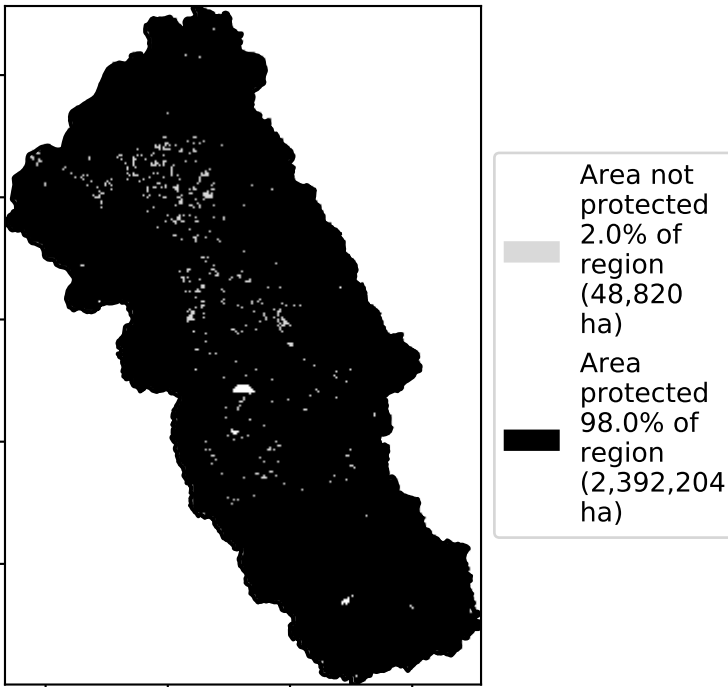 Area not
protected
2.0% of
region
(48,820
ha)
Area
protected
98.0% of
region
(2,392,204
ha)